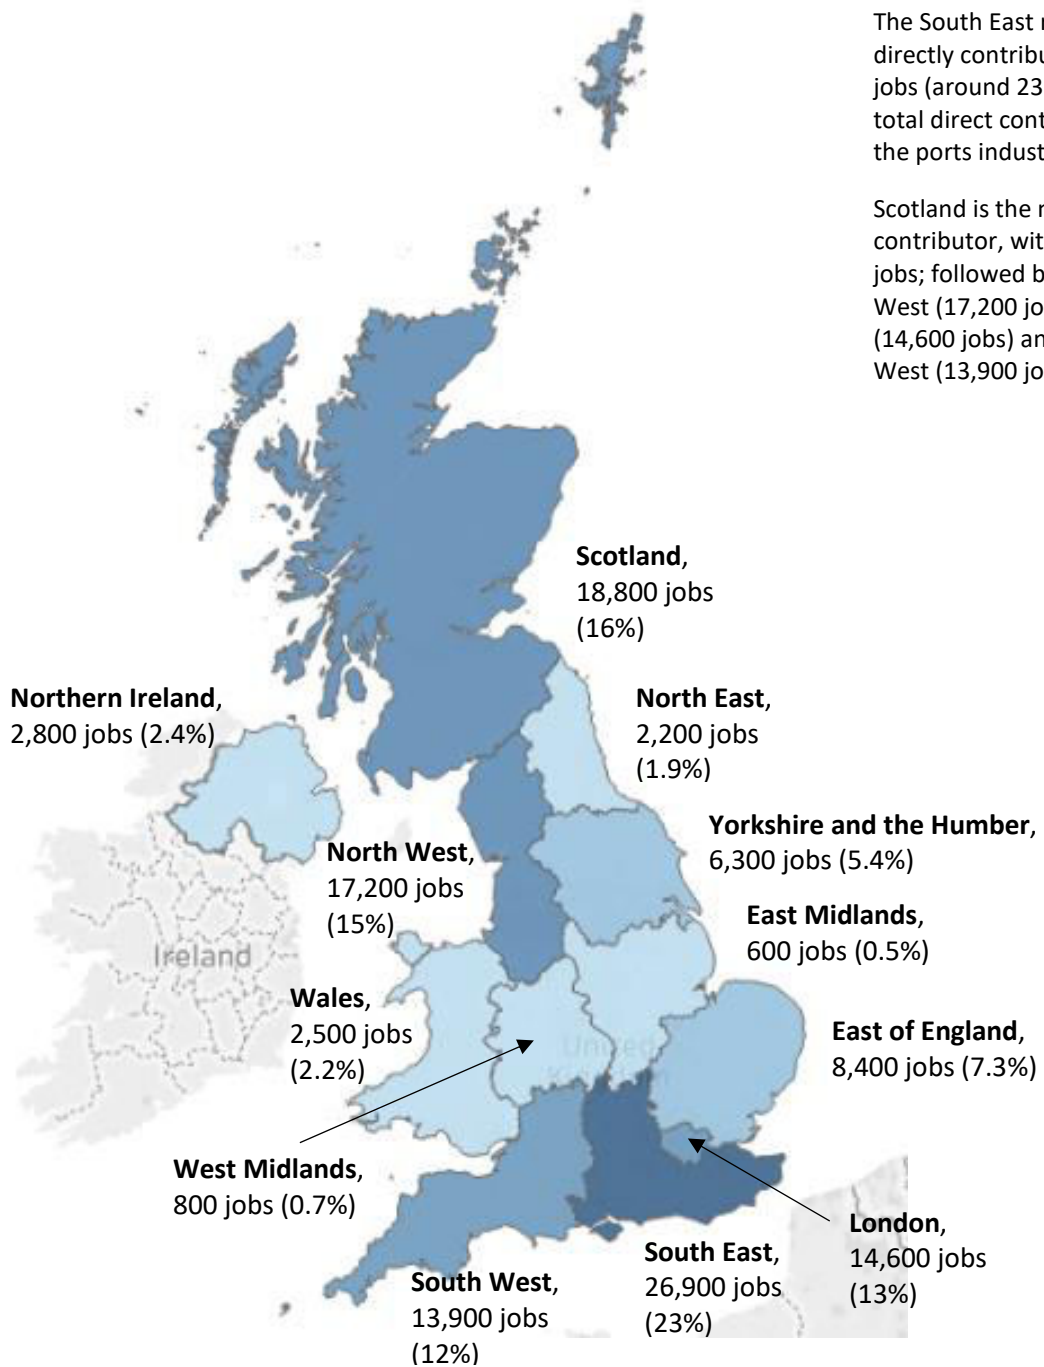 The South East
directly contribu
jobs (around 23
total direct cont
the ports indust
Scotland is the
contributor, wit
jobs; followed b
West (17,200 jo
(14,600 jobs) an
West (13,900 jo
Scotland,
18,800 jobs
(16%)
Northern Ireland,
2,800 jobs (2.4%)
North East,
2,200 jobs
(1.9%)
Yorkshire and the Humber,
6,300 jobs (5.4%)
North West,
17,200 jobs
(15%)
East Midlands,
600 jobs (0.5%)
Ireland
Wales,
2,500 jobs
(2.2%)
East of England,
8,400 jobs (7.3%)
United
West Midlands,
800 jobs (0.7%)
London,
14,600 jobs
(13%)
South East,
26,900 jobs
(23%)
South West,
13,900 jobs
(12%)